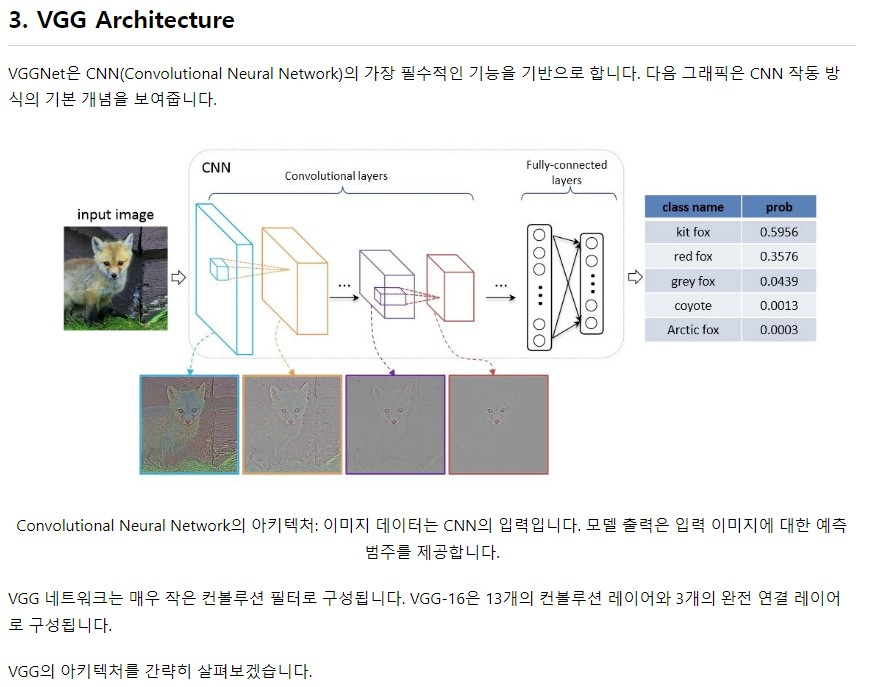 3. VGG Architecture
VGGNet은 CNN(Convolutional Neural Network)의 가장 필수적인 기능을 기반으로 합니다. 다음 그래픽은 CNN 작동 방
식의 기본 개념을 보여줍니다.
CNN
Convolutional layers
Fully-connected
layers
input image
...
...
class name prob
kit fox 0.5956
red fox 0.3576
grey fox 0.0439
coyote 0.0013
Arctic fox 0.0003
Convolutional Neural Network의 아키텍처: 이미지 데이터는 CNN의 입력입니다. 모델 출력은 입력 이미지에 대한 예측
범주를 제공합니다.
VGG 네트워크는 매우 작은 컨볼루션 필터로 구성됩니다. VGG-16은 13개의 컨볼루션 레이어와 3개의 완전 연결 레이어
로 구성됩니다.
VGG의 아키텍처를 간략히 살펴보겠습니다.